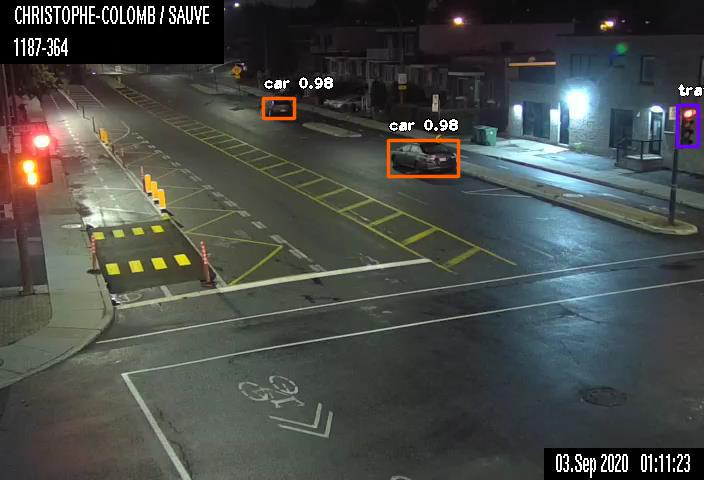 CHRISTOPHE-COLOMB / SAUVE
1187-364
car 0.98
car 0.98
tra
03.Sep 2020 01:11:23